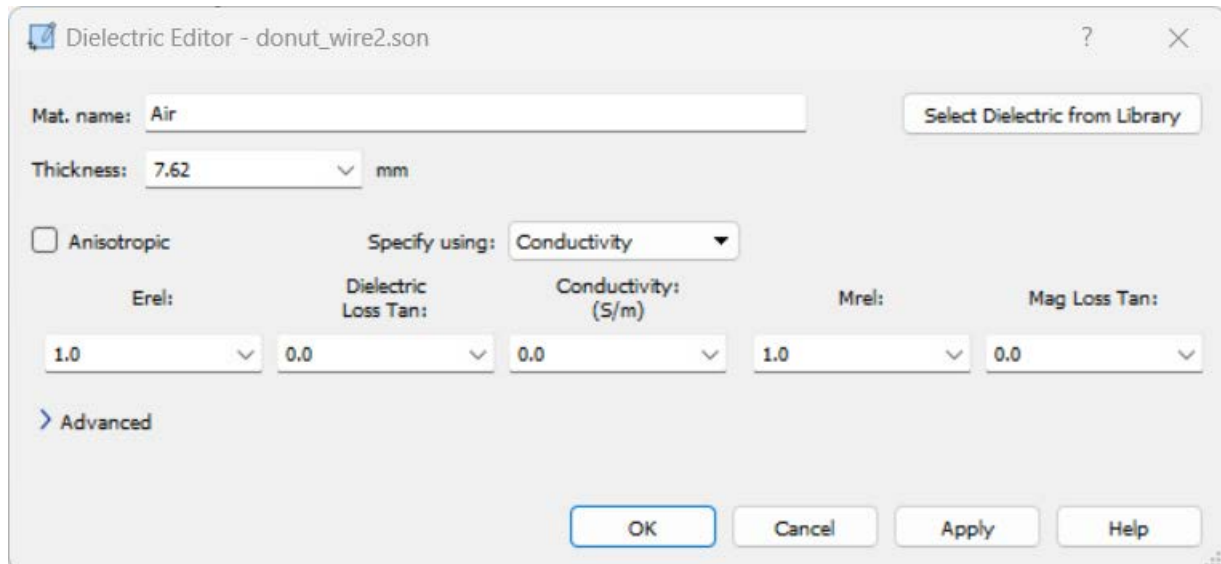 Dielectric Editor - donut_wire2.son ?
Mat. name: Air Select Dielectric from Library
Thickness: 7.62 mm
Anisotropic Specify using: Conductivity
Erel: Dielectric Loss Tan: Conductivity: (S/m) Mrel: Mag Loss Tan:
1.0 0.0 0.0 1.0 0.0
Advanced
OK Cancel Apply Help